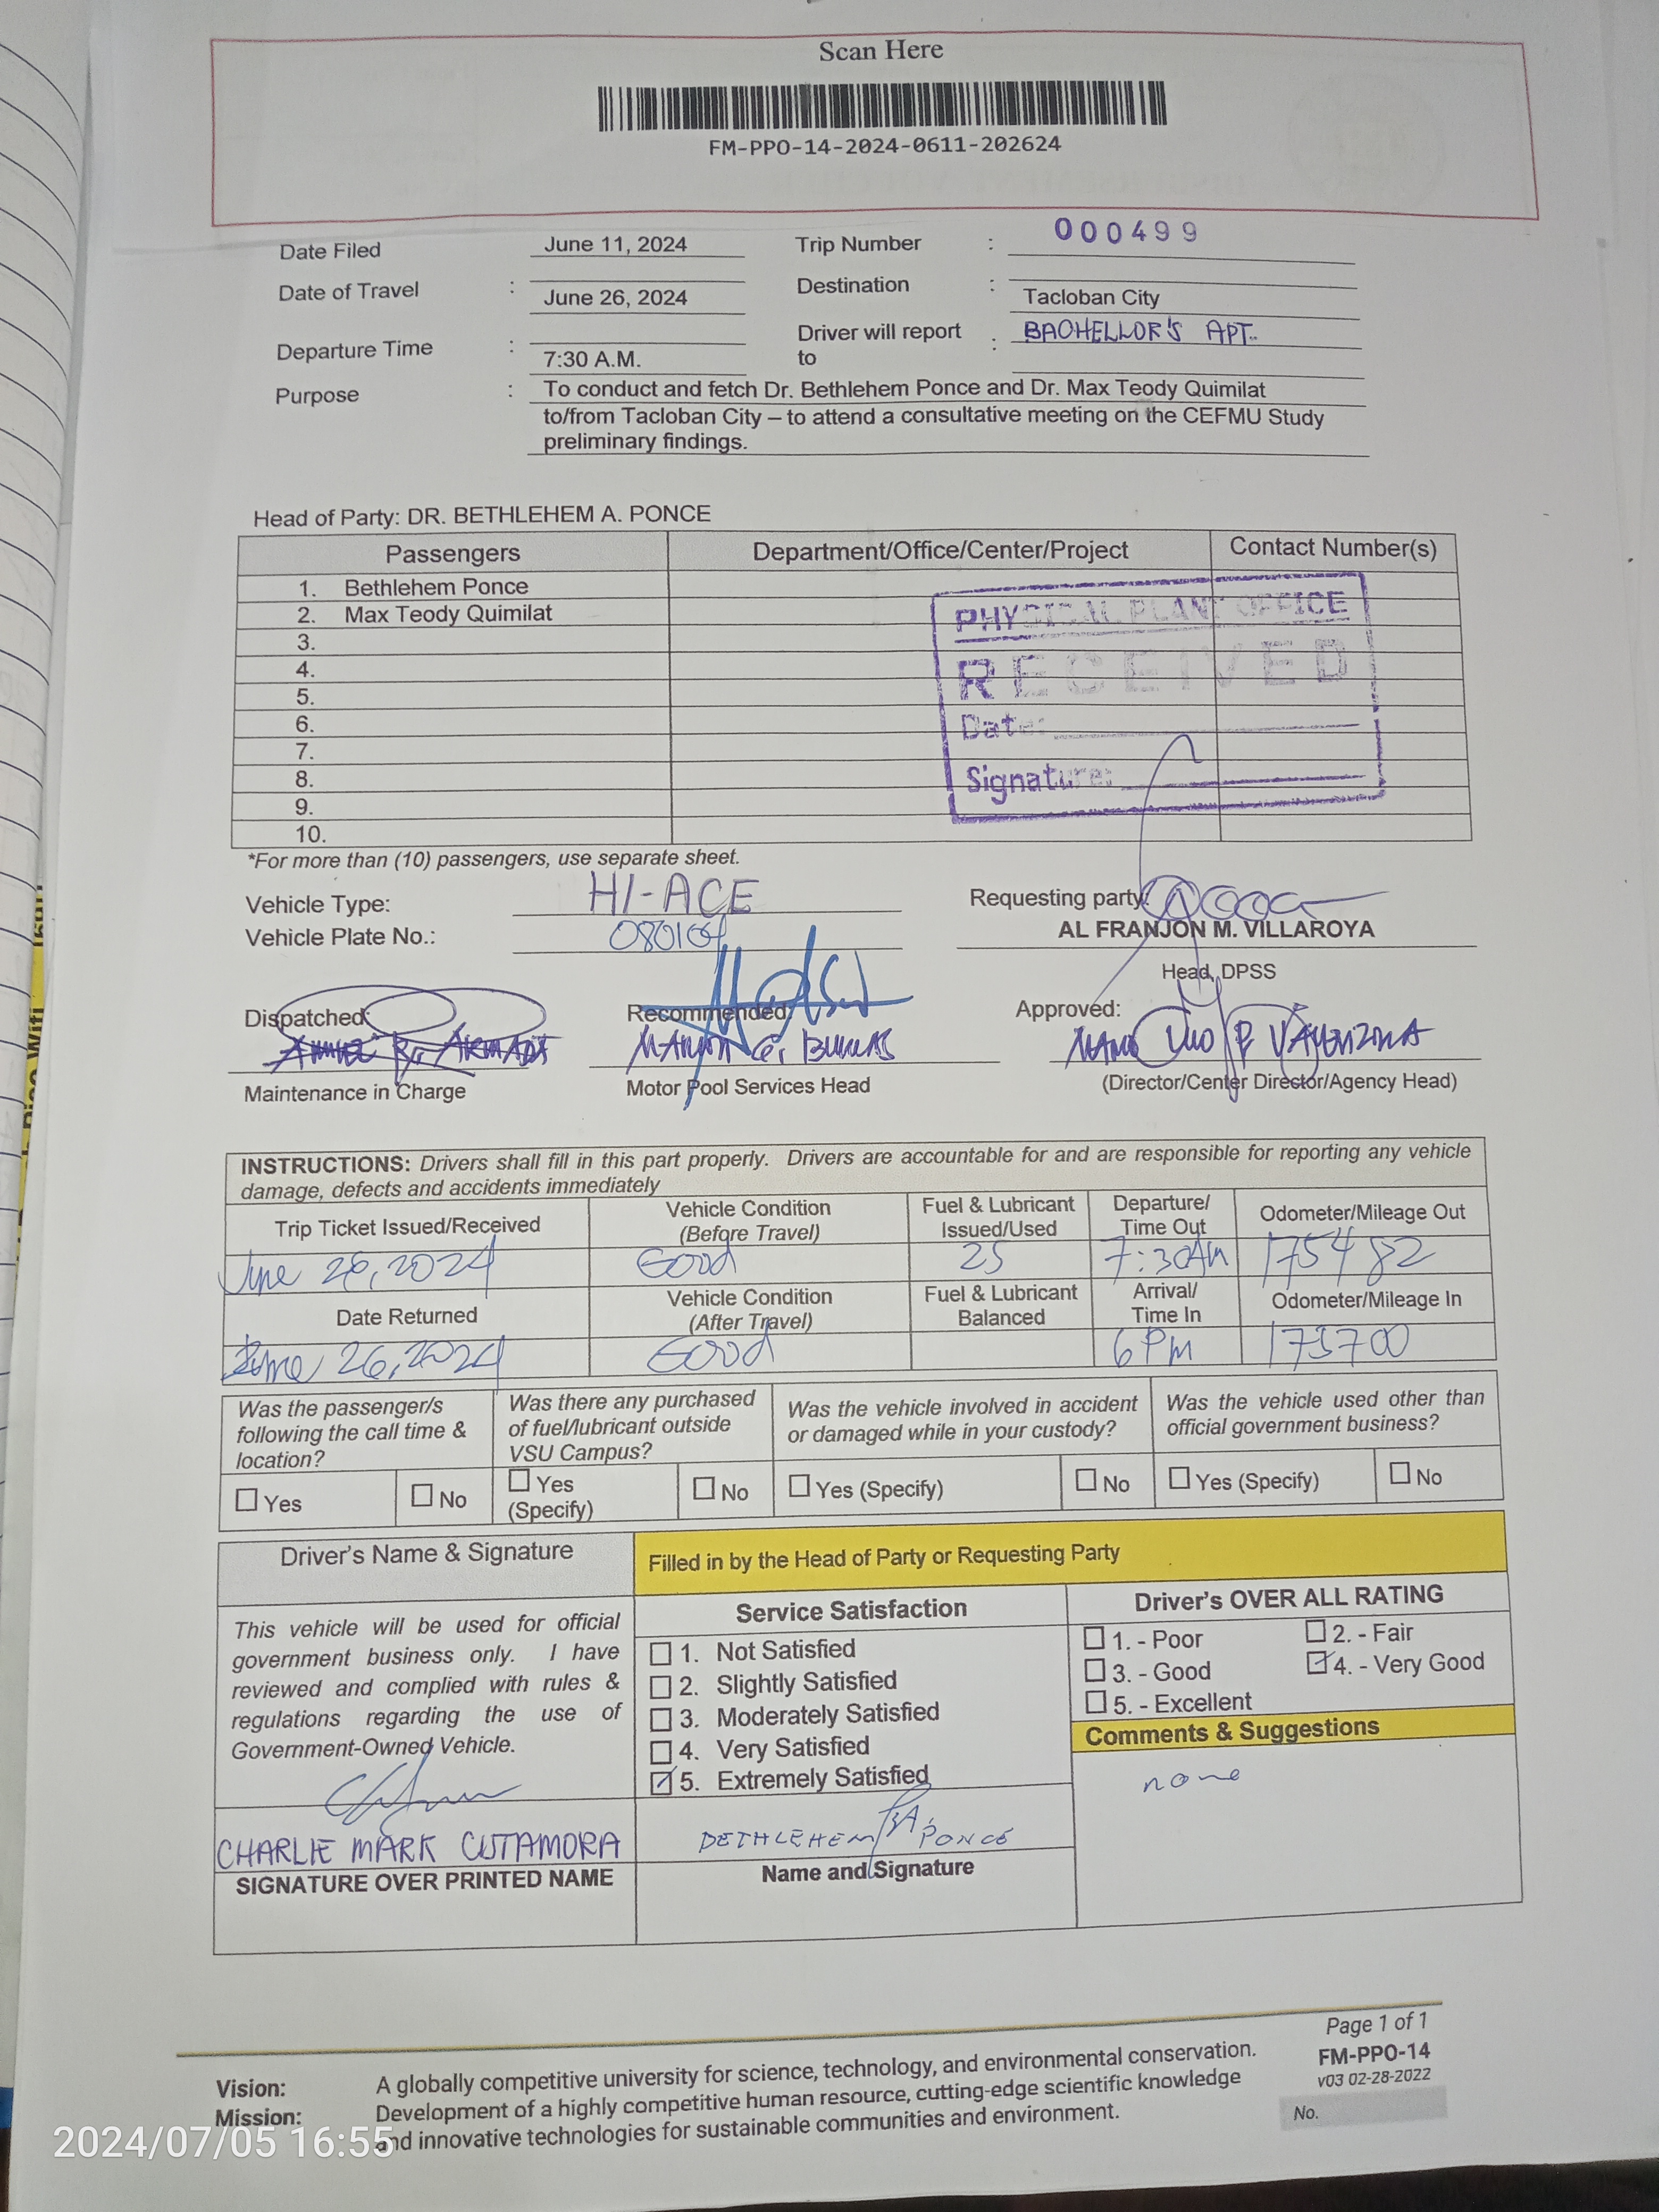 Scan Here
FM-PPO-14-2024-0611-202624
Date Filed June 11, 2024 Trip Number : 000499
Date of Travel : June 26, 2024 Destination : Tacloban City
Departure Time : 7:30 A.M. Driver will report to : BACHELLOR'S APT.
Purpose : To conduct and fetch Dr. Bethlehem Ponce and Dr. Max Teody Quimilat
to/from Tacloban City – to attend a consultative meeting on the CEFMU Study
preliminary findings.
Head of Party: DR. BETHLEHEM A. PONCE
Passengers Department/Office/Center/Project Contact Number(s)
1. Bethlehem Ponce
2. Max Teody Quimilat
3.
4.
5.
6.
7.
8.
9.
10.
PHYSICAL PLANT OFFICE
RECEIVED
Date:
Signature:
*For more than (10) passengers, use separate sheet.
Vehicle Type: HI-ACE Requesting party:
Vehicle Plate No.: AL FRANJON M. VILLAROYA
Head, DPSS
Dispatched: Recommended: Approved:
Maintenance in Charge Motor Pool Services Head (Director/Center Director/Agency Head)
INSTRUCTIONS: Drivers shall fill in this part properly. Drivers are accountable for and are responsible for reporting any vehicle
damage, defects and accidents immediately
Trip Ticket Issued/Received Vehicle Condition (Before Travel) Fuel & Lubricant Issued/Used Departure/ Time Out Odometer/Mileage Out
June 26, 2024 Good 25 7:30Am 175482
Date Returned Vehicle Condition (After Travel) Fuel & Lubricant Balanced Arrival/ Time In Odometer/Mileage In
June 26, 2024 Good 6 PM 175700
Was the passenger/s following the call time & location? Was there any purchased of fuel/lubricant outside VSU Campus? Was the vehicle involved in accident or damaged while in your custody? Was the vehicle used other than official government business?
Yes No Yes (Specify) No Yes (Specify) No Yes (Specify) No
Driver's Name & Signature Filled in by the Head of Party or Requesting Party
This vehicle will be used for official
government business only. I have
reviewed and complied with rules &
regulations regarding the use of
Government-Owned Vehicle.
CHARLIE MARK CUTAMORA
SIGNATURE OVER PRINTED NAME
Service Satisfaction
1. Not Satisfied
2. Slightly Satisfied
3. Moderately Satisfied
4. Very Satisfied
5. Extremely Satisfied
BETHLEHEM A. PONCE
Name and Signature
Driver's OVER ALL RATING
1. - Poor 2. - Fair
3. - Good 4. - Very Good
5. - Excellent
Comments & Suggestions
none
Page 1 of 1
FM-PPO-14
v03 02-28-2022
No.
Vision: A globally competitive university for science, technology, and environmental conservation.
Mission: Development of a highly competitive human resource, cutting-edge scientific knowledge
and innovative technologies for sustainable communities and environment.
2024/07/05 16:55